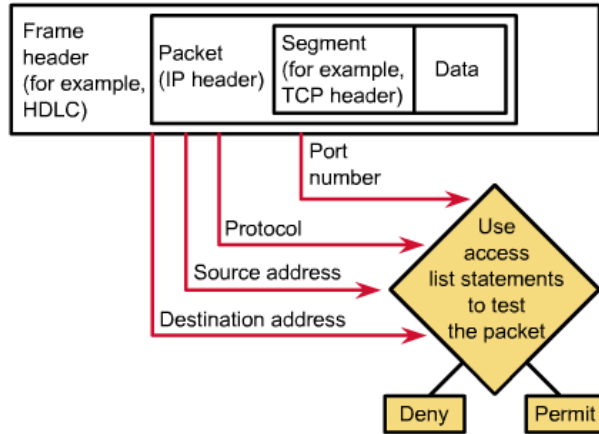 Frame
header
(for example,
HDLC)
Packet
(IP header)
Segment
(for example,
TCP header)
Data
Port
number
Protocol
Source address
Destination address
Use
access
list statements
to test
the packet
Deny
Permit